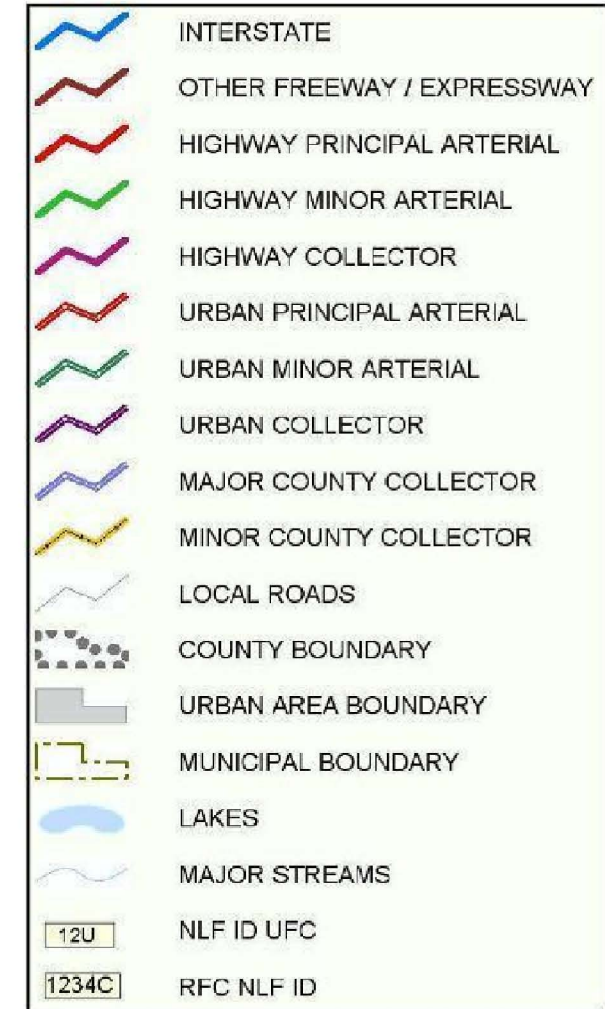 INTERSTATE
OTHER FREEWAY / EXPRESSWAY
HIGHWAY PRINCIPAL ARTERIAL
HIGHWAY MINOR ARTERIAL
HIGHWAY COLLECTOR
URBAN PRINCIPAL ARTERIAL
URBAN MINOR ARTERIAL
URBAN COLLECTOR
MAJOR COUNTY COLLECTOR
MINOR COUNTY COLLECTOR
LOCAL ROADS
COUNTY BOUNDARY
URBAN AREA BOUNDARY
MUNICIPAL BOUNDARY
LAKES
MAJOR STREAMS
12U NLF ID UFC
1234C RFC NLF ID